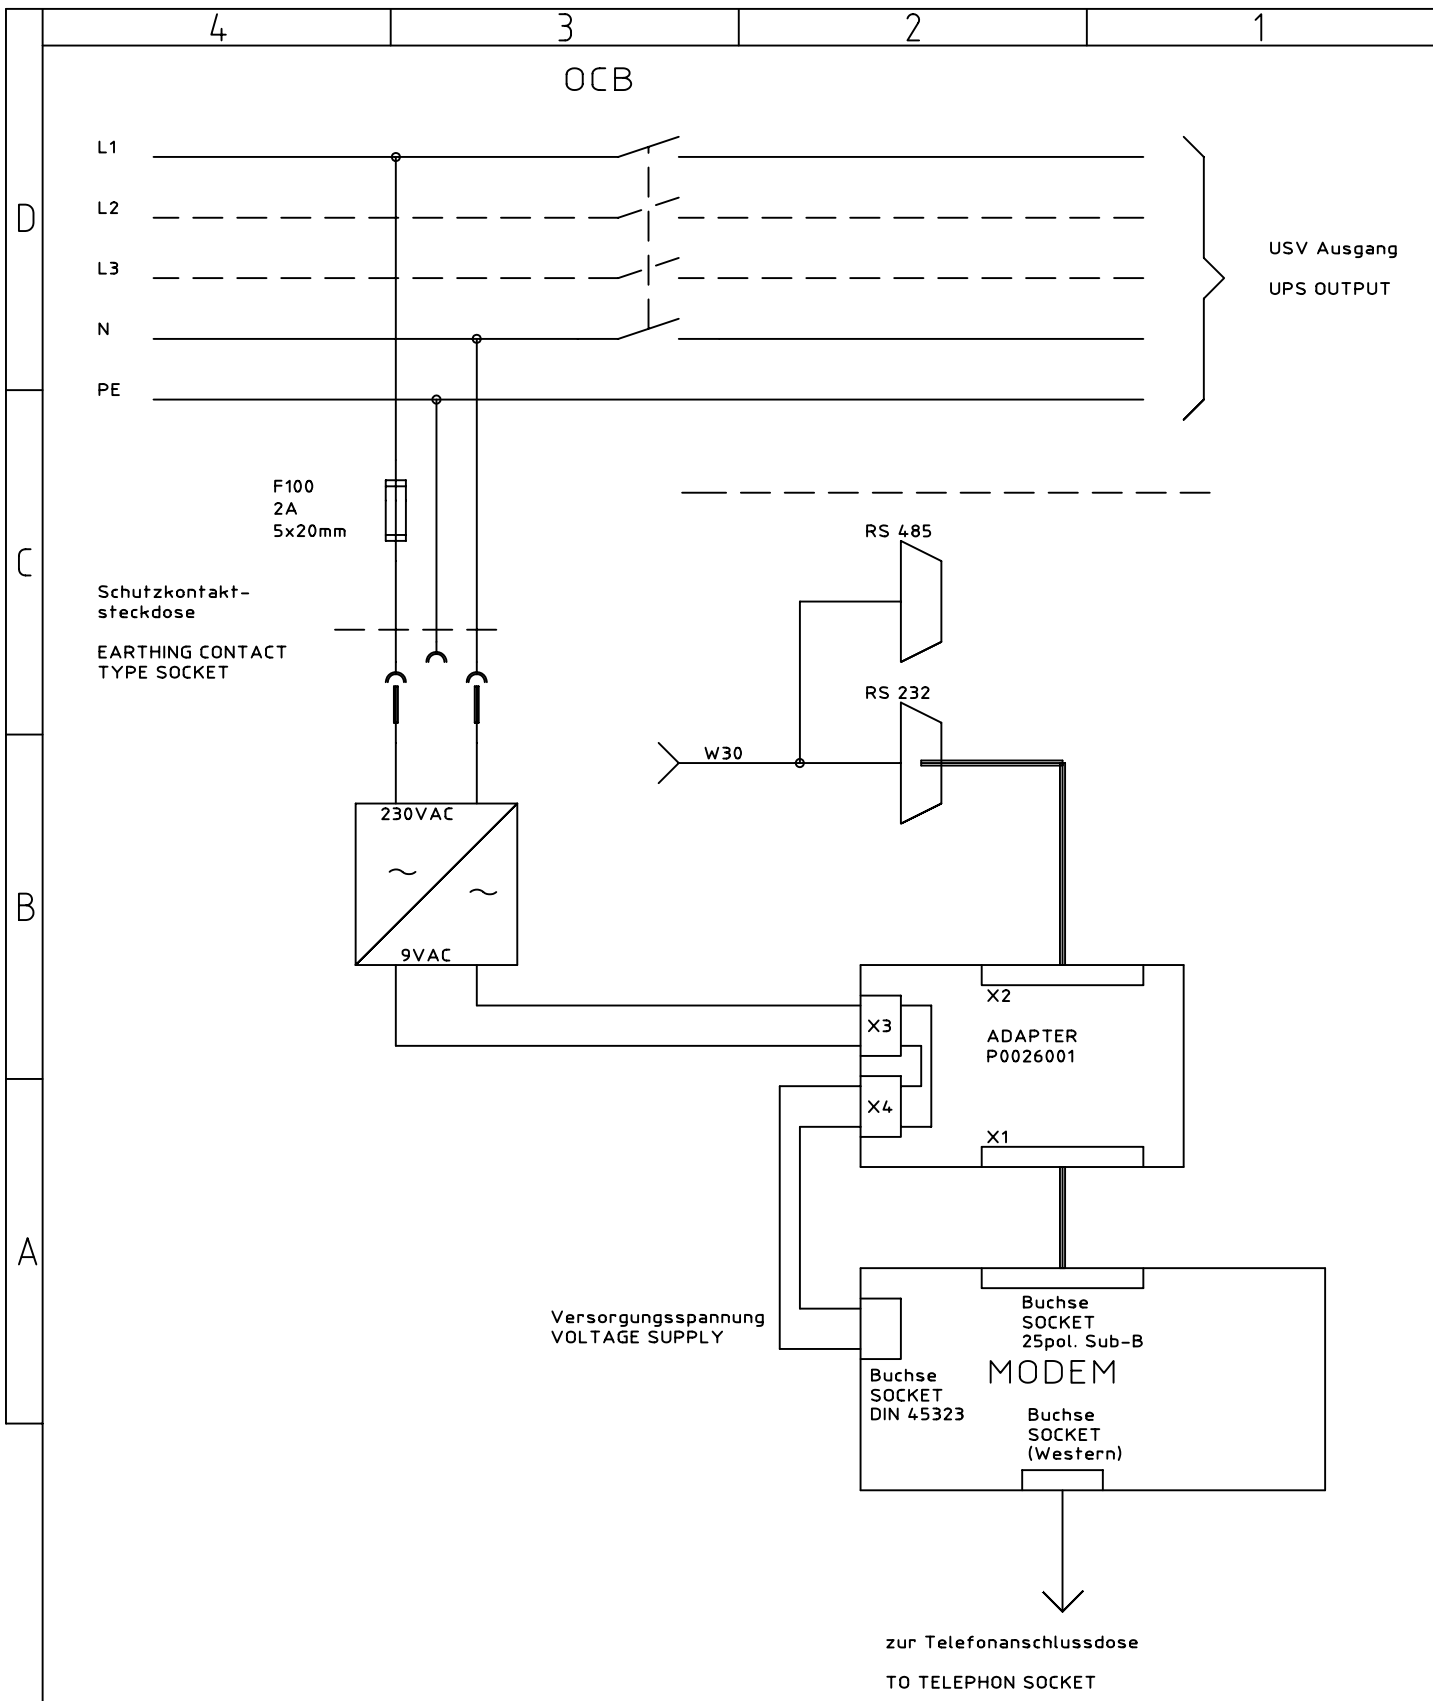 4 3 2 1
OCB
L1
D
L2
L3
USV Ausgang
UPS OUTPUT
N
PE
F100
2A
5x20mm
C
RS 485
Schutzkontakt-
steckdose
EARTHING CONTACT
TYPE SOCKET
RS 232
W30
230VAC
~
~
9VAC
B
X2
ADAPTER
P0026001
X3
X4
X1
A
Versorgungsspannung
VOLTAGE SUPPLY
Buchse
SOCKET
25pol. Sub-B
MODEM
Buchse
SOCKET
DIN 45323
Buchse
SOCKET
(Western)
zur Telefonanschlussdose
TO TELEPHON SOCKET